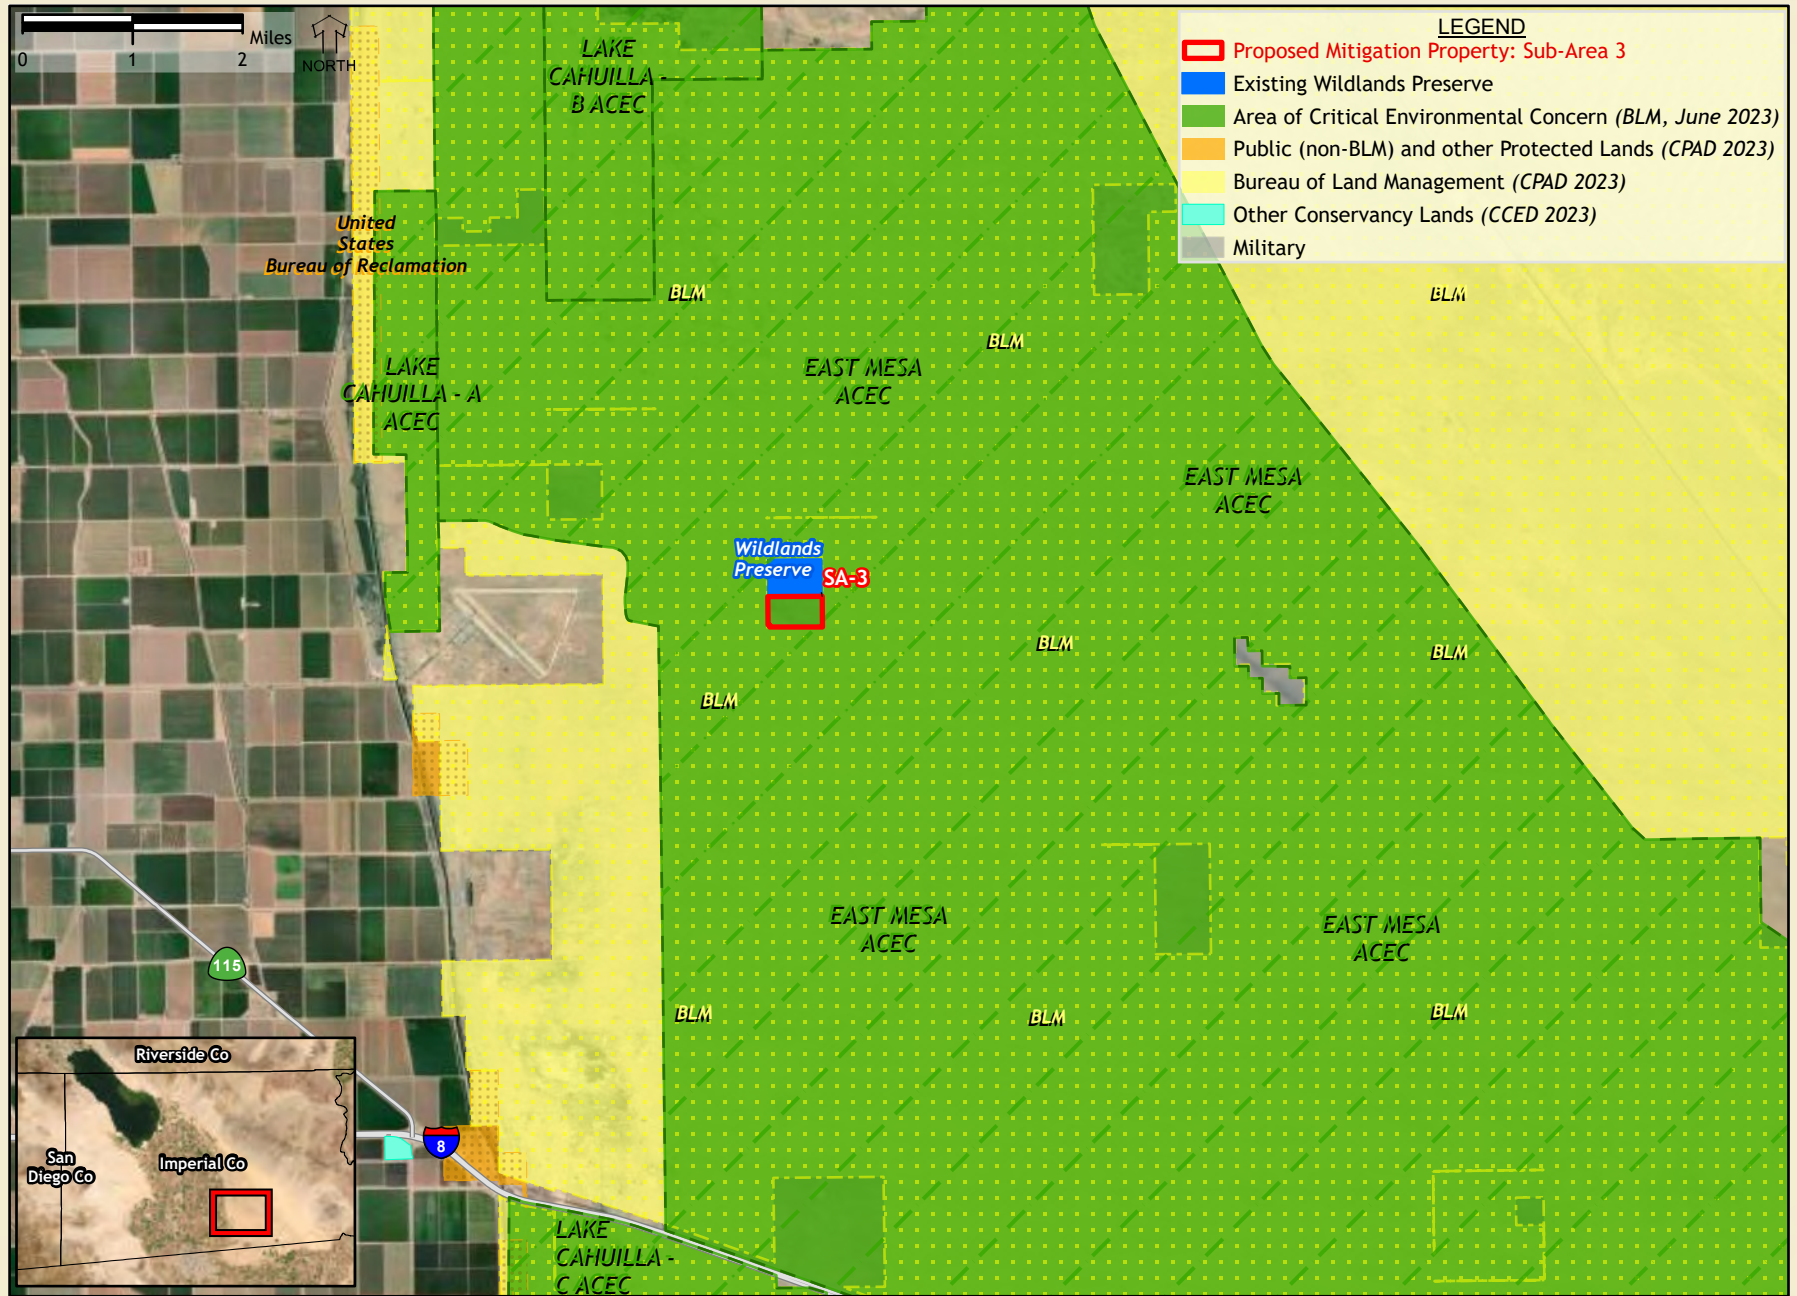 0 1 2 Miles
NORTH
LEGEND
Proposed Mitigation Property: Sub-Area 3
Existing Wildlands Preserve
Area of Critical Environmental Concern (BLM, June 2023)
Public (non-BLM) and other Protected Lands (CPAD 2023)
Bureau of Land Management (CPAD 2023)
Other Conservancy Lands (CCED 2023)
Military
LAKE
CAHUILLA -
B ACEC
United
States
Bureau of Reclamation
BLM
BLM
BLM
LAKE
CAHUILLA - A
ACEC
EAST MESA
ACEC
EAST MESA
ACEC
Wildlands
Preserve
SA-3
BLM
BLM
BLM
EAST MESA
ACEC
EAST MESA
ACEC
115
BLM
BLM
BLM
Riverside Co
San
Diego Co
Imperial Co
8
LAKE
CAHUILLA -
C ACEC